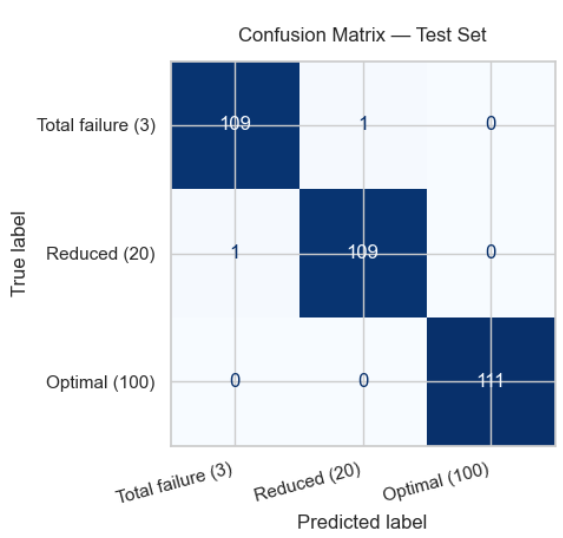 Confusion Matrix — Test Set
True label
Total failure (3) 109 1 0
Reduced (20) 1 109 0
Optimal (100) 0 0 111
Total failure (3) Reduced (20) Optimal (100)
Predicted label